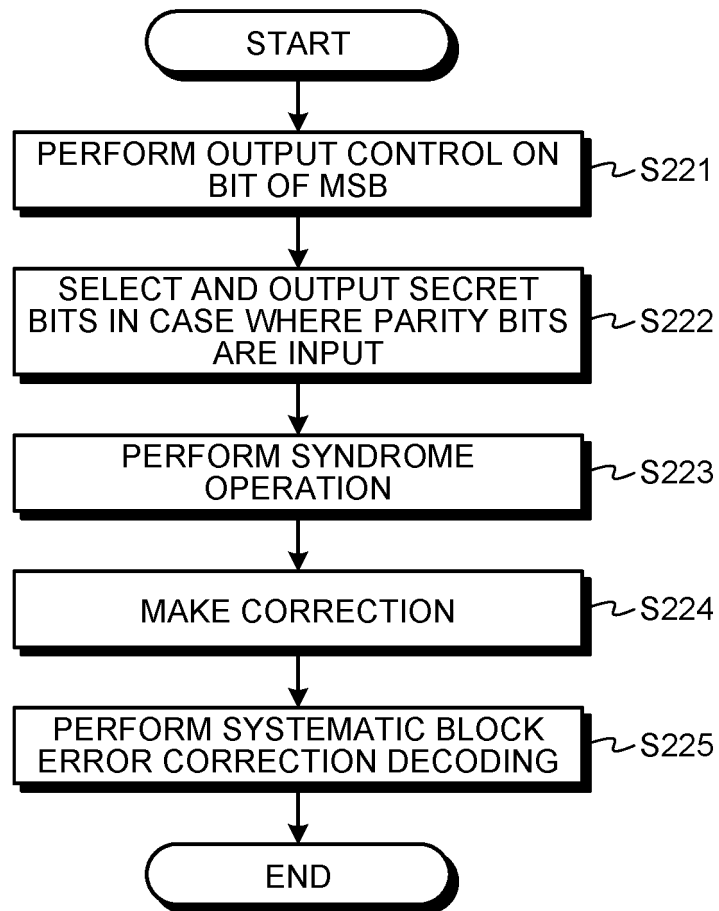 START
PERFORM OUTPUT CONTROL ON
BIT OF MSB
S221
SELECT AND OUTPUT SECRET
BITS IN CASE WHERE PARITY BITS
ARE INPUT
S222
PERFORM SYNDROME
OPERATION
S223
MAKE CORRECTION
S224
PERFORM SYSTEMATIC BLOCK
ERROR CORRECTION DECODING
S225
END